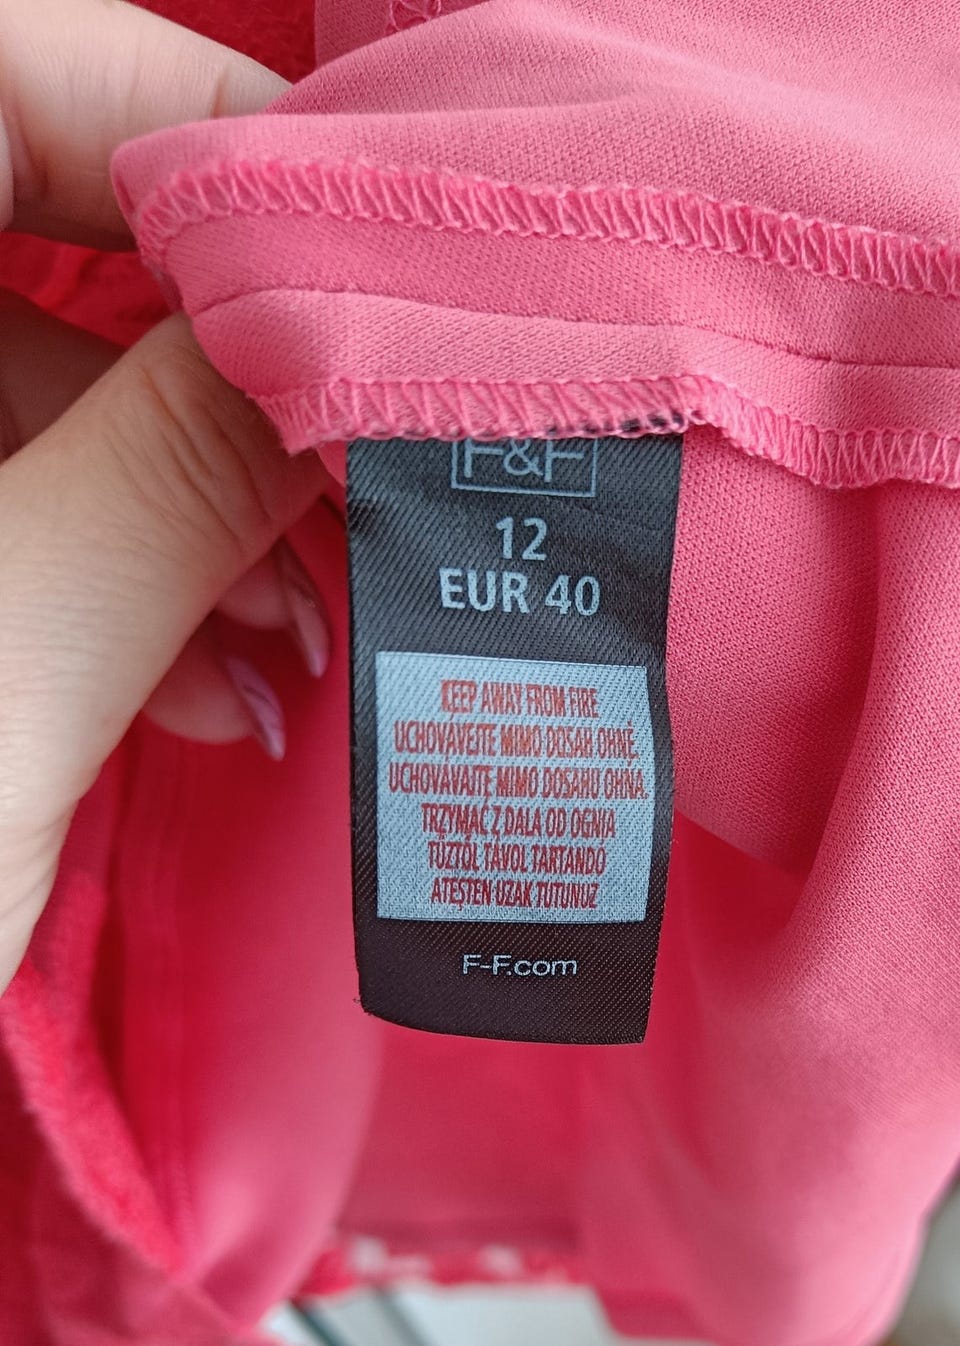 F&F
12
EUR 40
KEEP AWAY FROM FIRE
UCHOVÁVEJTE MIMO DOSAH OHNĚ.
UCHOVÁVAJTE MIMO DOSAHU OHŇA.
TRZYMAĆ Z DALA OD OGNIA
TŰZTŐL TÁVOL TARTANDÓ
ATEŞTEN UZAK TUTUNUZ
F-F.com